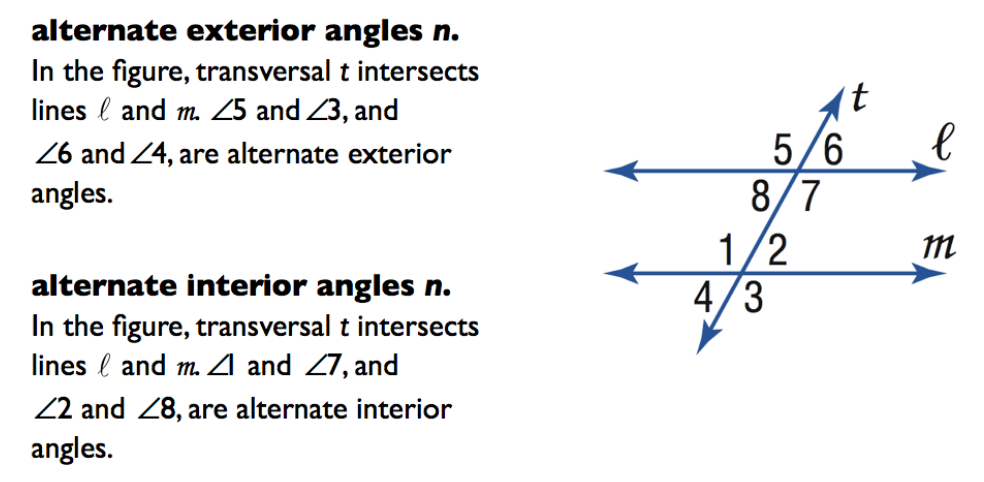 alternate exterior angles n.
In the figure, transversal t intersects
lines ℓ and m. ∠5 and ∠3, and
∠6 and ∠4, are alternate exterior
angles.
alternate interior angles n.
In the figure, transversal t intersects
lines ℓ and m. ∠1 and ∠7, and
∠2 and ∠8, are alternate interior
angles.
t
5 6 ℓ
8 7
1 2 m
4 3